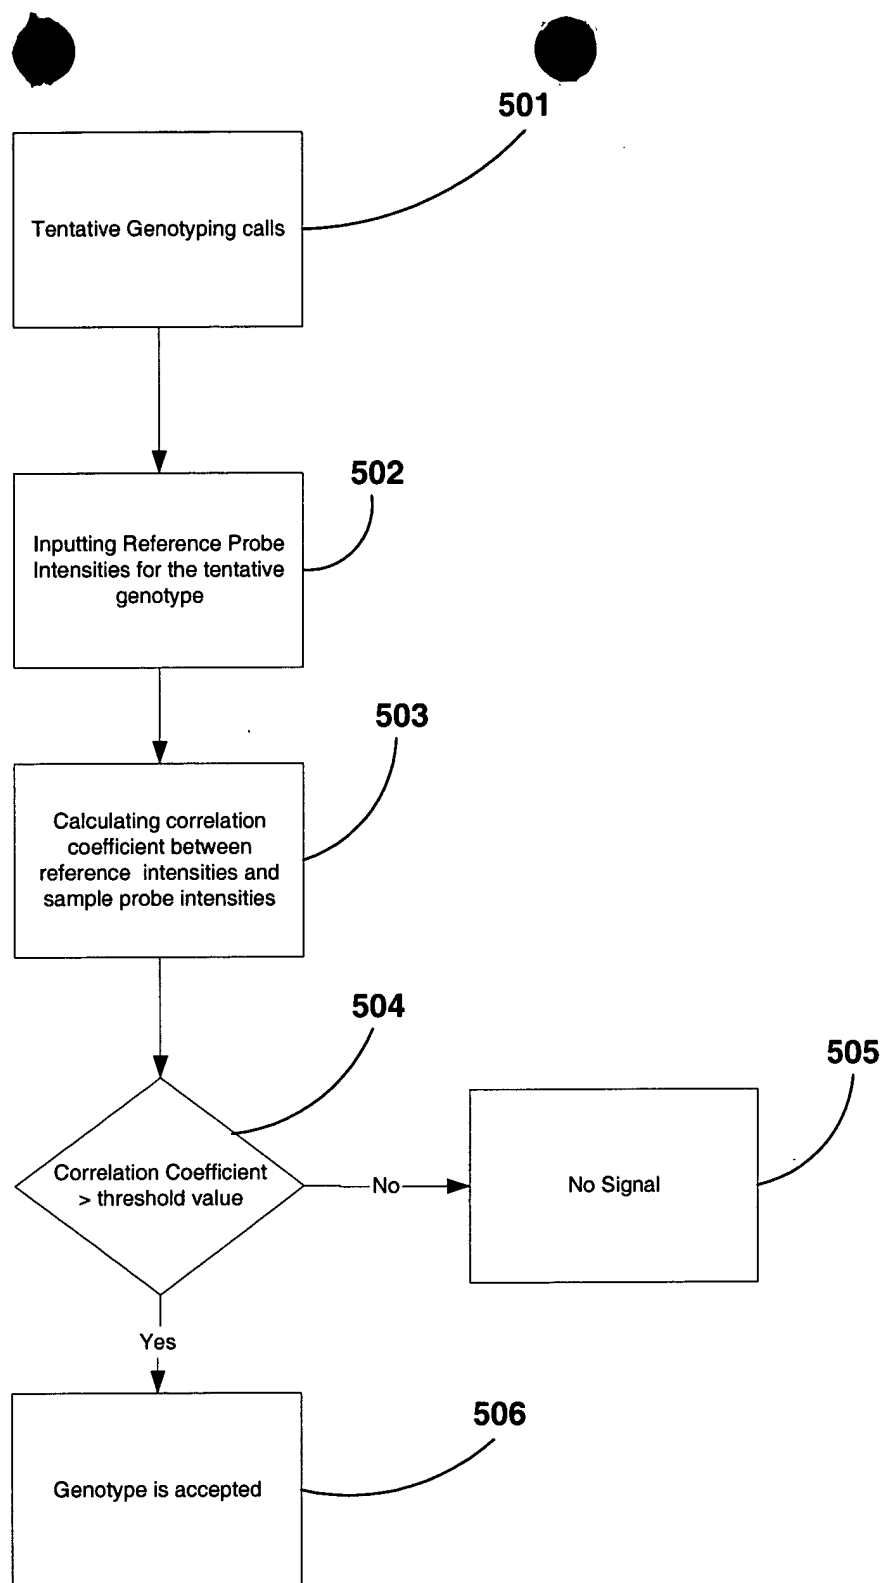 501
Tentative Genotyping calls
502
Inputting Reference Probe
Intensities for the tentative
genotype
503
Calculating correlation
coefficient between
reference intensities and
sample probe intensities
504
505
Correlation Coefficient
> threshold value
No
No Signal
Yes
506
Genotype is accepted